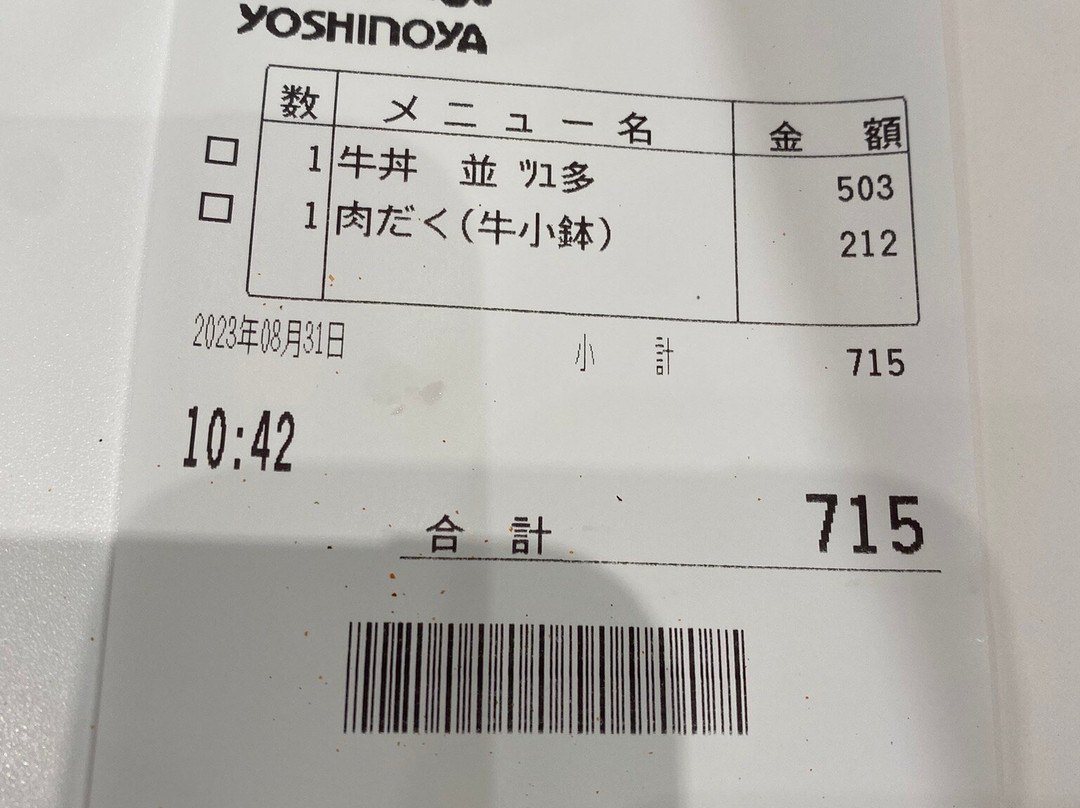 YOSHINOYA
数 メニュー名 金額
1 牛丼 並 ﾂﾕ多 503
1 肉だく(牛小鉢) 212
2023年08月31日 小計 715
10:42
合計 715